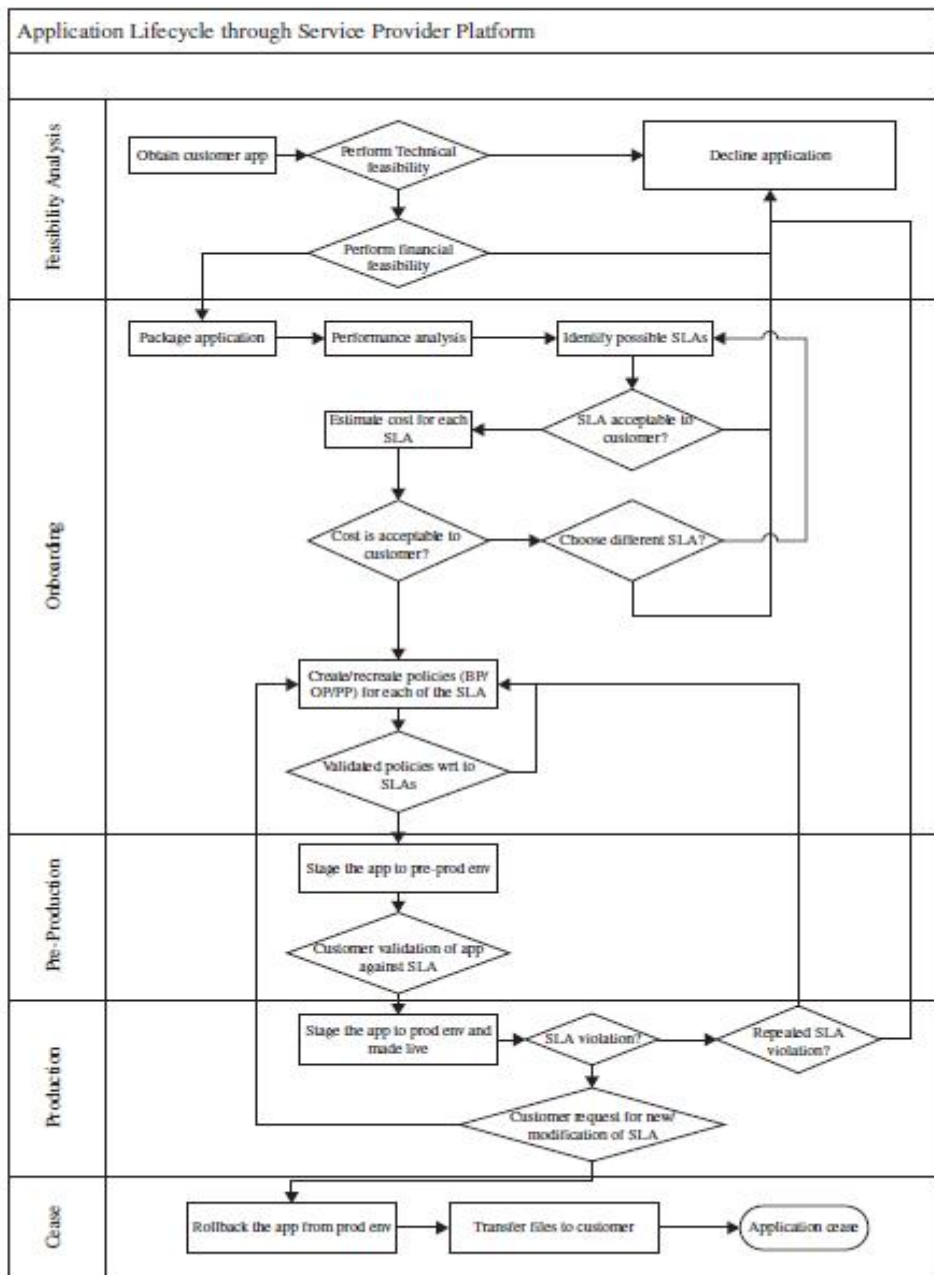 Application Lifecycle through Service Provider Platform
Feasibility Analysis
Obtain customer app
Perform Technical
feasibility
Decline application
Perform financial
feasibility
Onboarding
Package application
Performance analysis
Identify possible SLAs
Estimate cost for each
SLA
SLA acceptable to
customer?
Cost is acceptable to
customer?
Choose different SLA?
Create/recreate policies (BP/
OP/PP) for each of the SLA
Validated policies wrt to
SLAs
Pre-Production
Stage the app to pre-prod env
Customer validation of app
against SLA
Production
Stage the app to prod env and
made live
SLA violation?
Repealed SLA
violation?
Customer request for new/
modification of SLA
Cease
Rollback the app from prod env
Transfer files to customer
Application cease